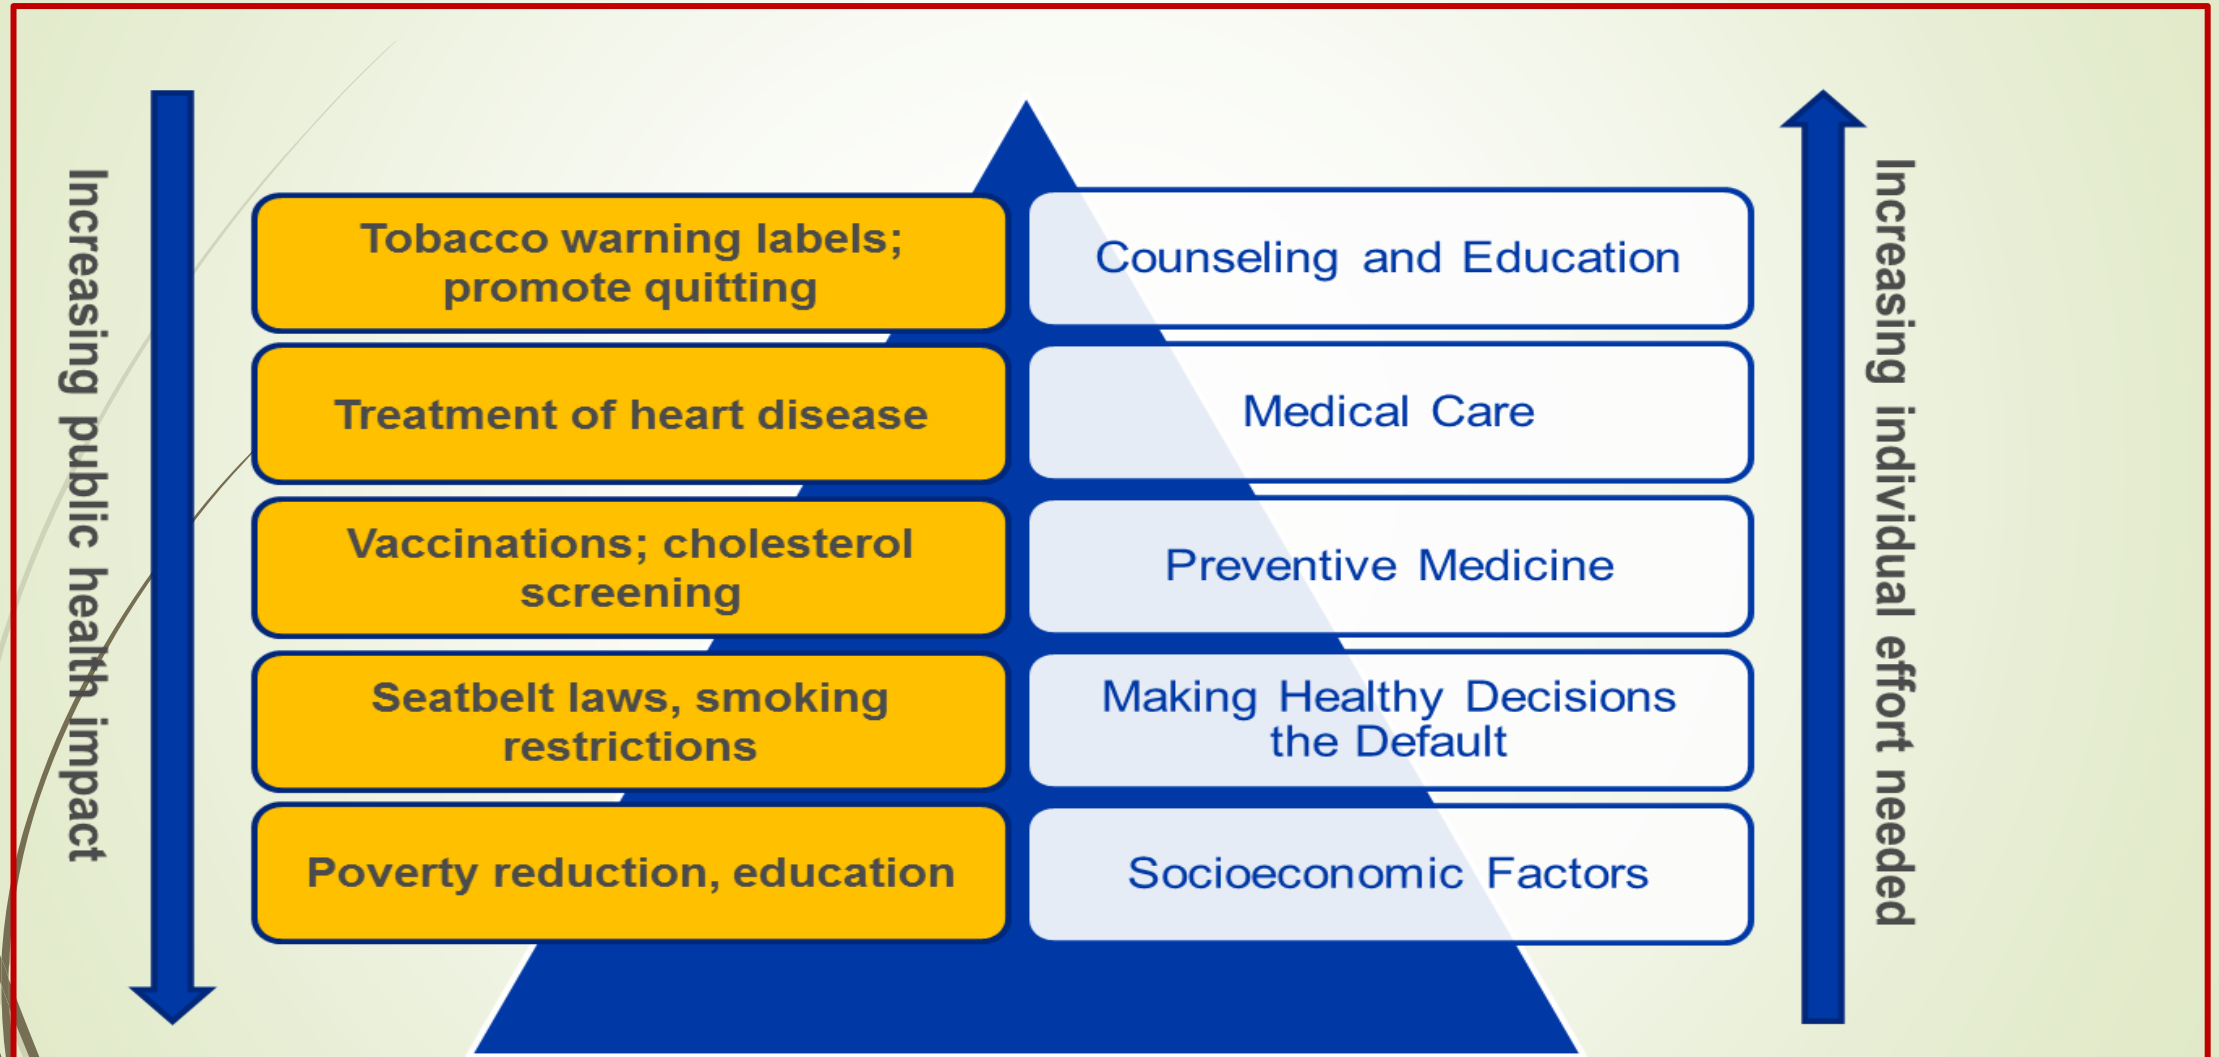 Increasing public health impact
Tobacco warning labels;
promote quitting
Counseling and Education
Treatment of heart disease
Medical Care
Vaccinations; cholesterol
screening
Preventive Medicine
Seatbelt laws, smoking
restrictions
Making Healthy Decisions
the Default
Poverty reduction, education
Socioeconomic Factors
Increasing individual effort needed